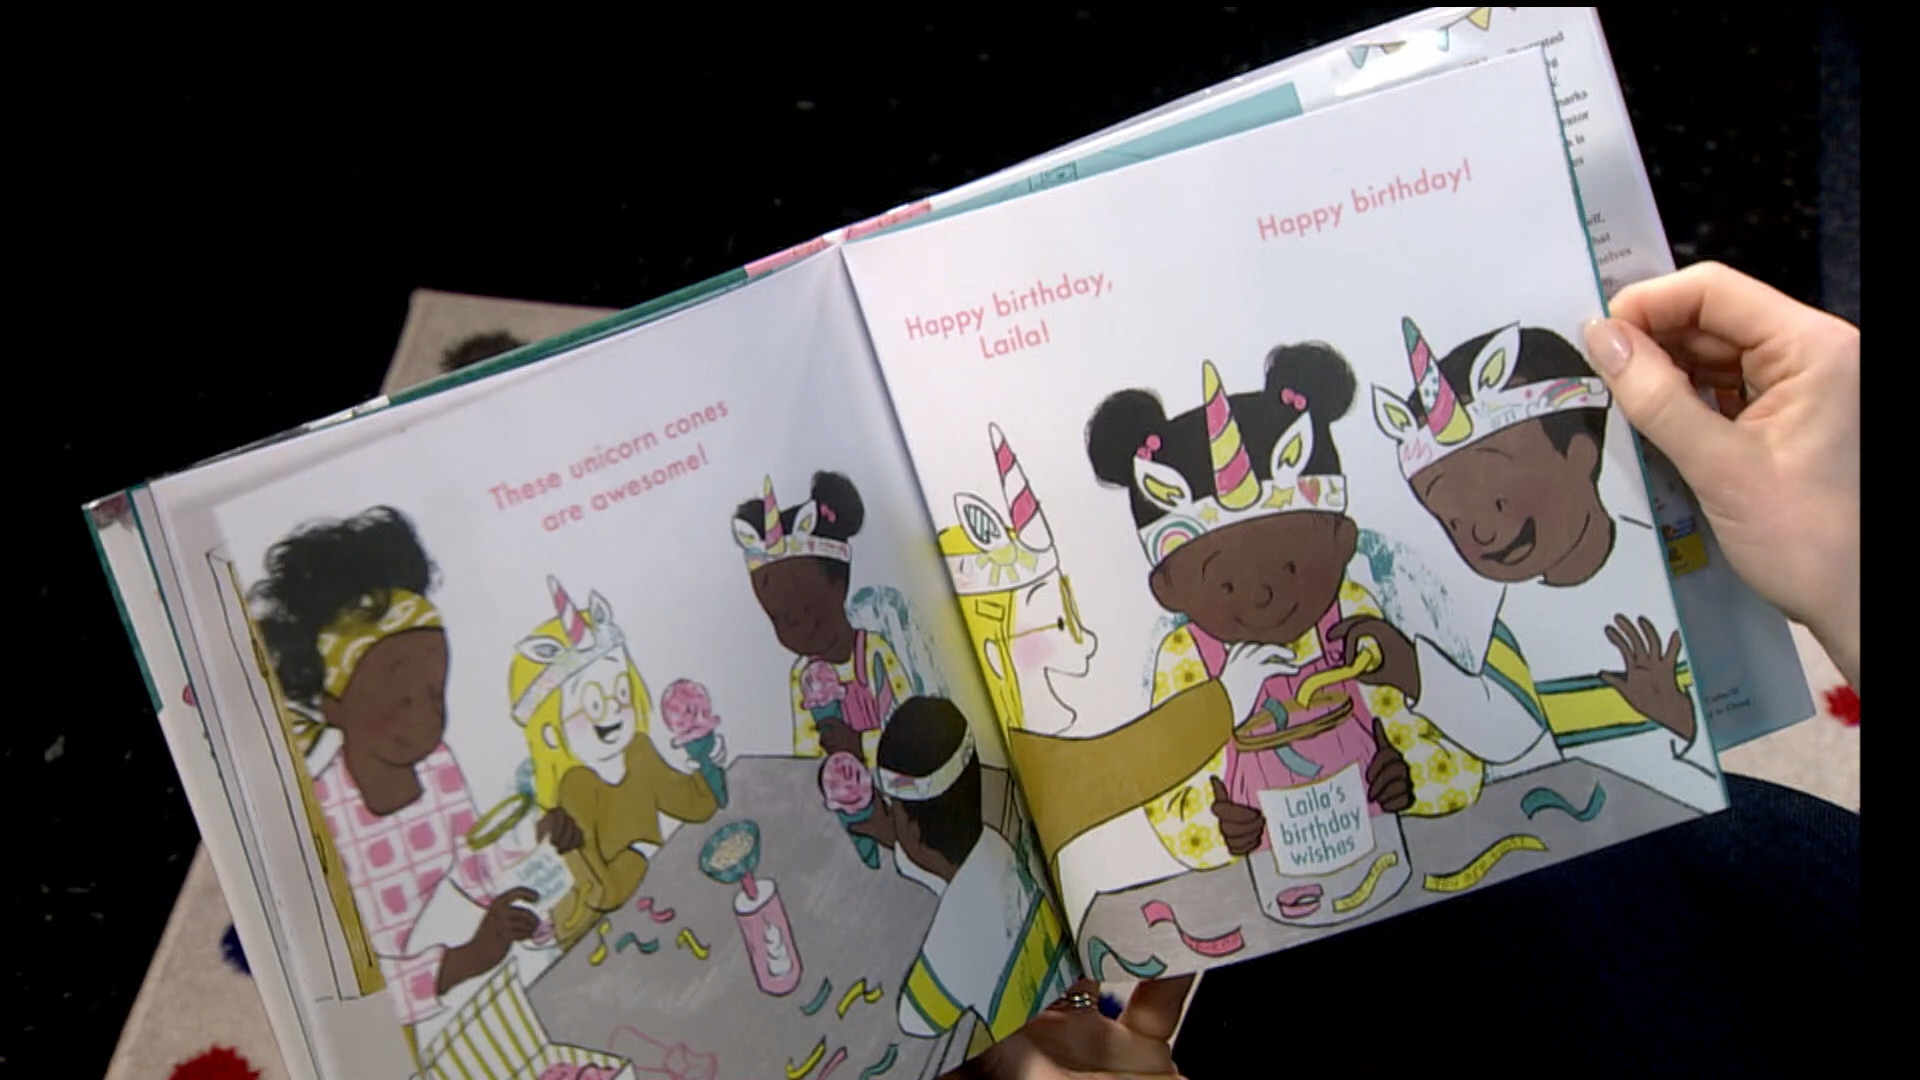 These unicorn cones
are awesome!
Happy birthday,
Laila!
Happy birthday!
Laila's
birthday
wishes